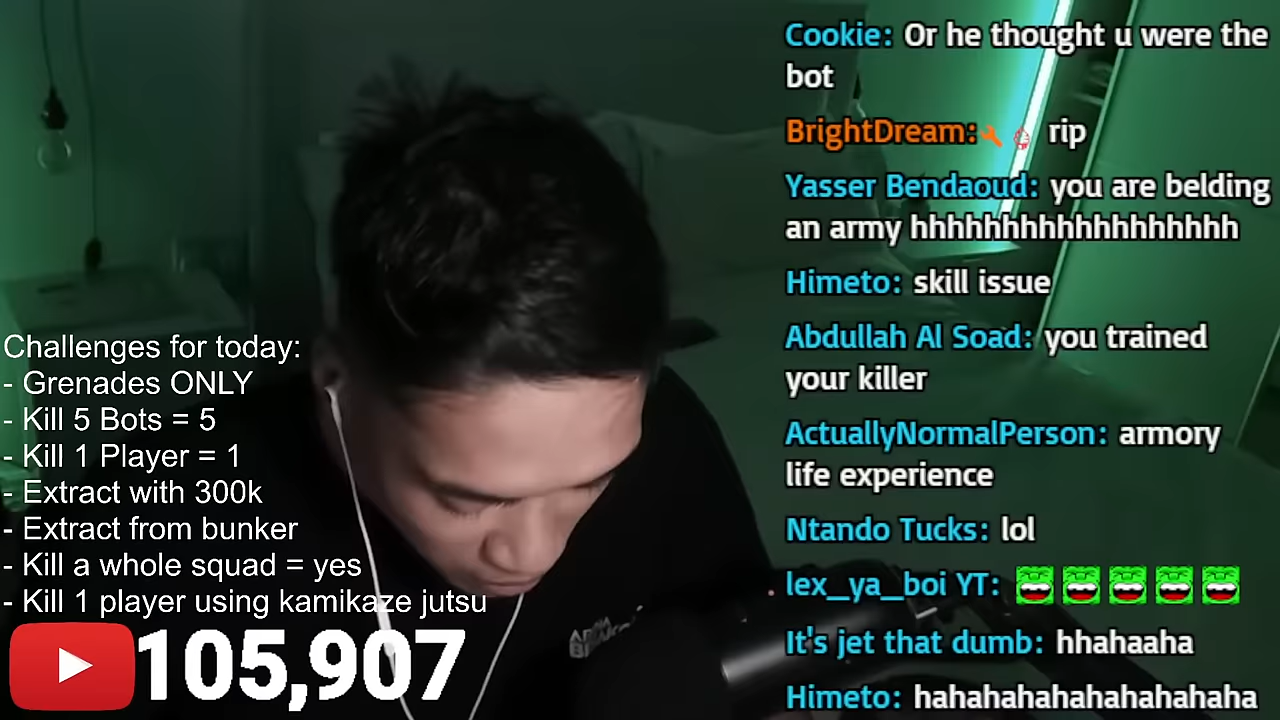 Cookie: Or he thought u were the
bot
BrightDream: rip
Yasser Bendaoud: you are belding
an army hhhhhhhhhhhhhhhhhh
Himeto: skill issue
Abdullah Al Soad: you trained
your killer
ActuallyNormalPerson: armory
life experience
Ntando Tucks: lol
lex_ya_boi YT:
It's jet that dumb: hhahaaha
Himeto: hahahahahahahahahaha
Challenges for today:
- Grenades ONLY
- Kill 5 Bots = 5
- Kill 1 Player = 1
- Extract with 300k
- Extract from bunker
- Kill a whole squad = yes
- Kill 1 player using kamikaze jutsu
105,907